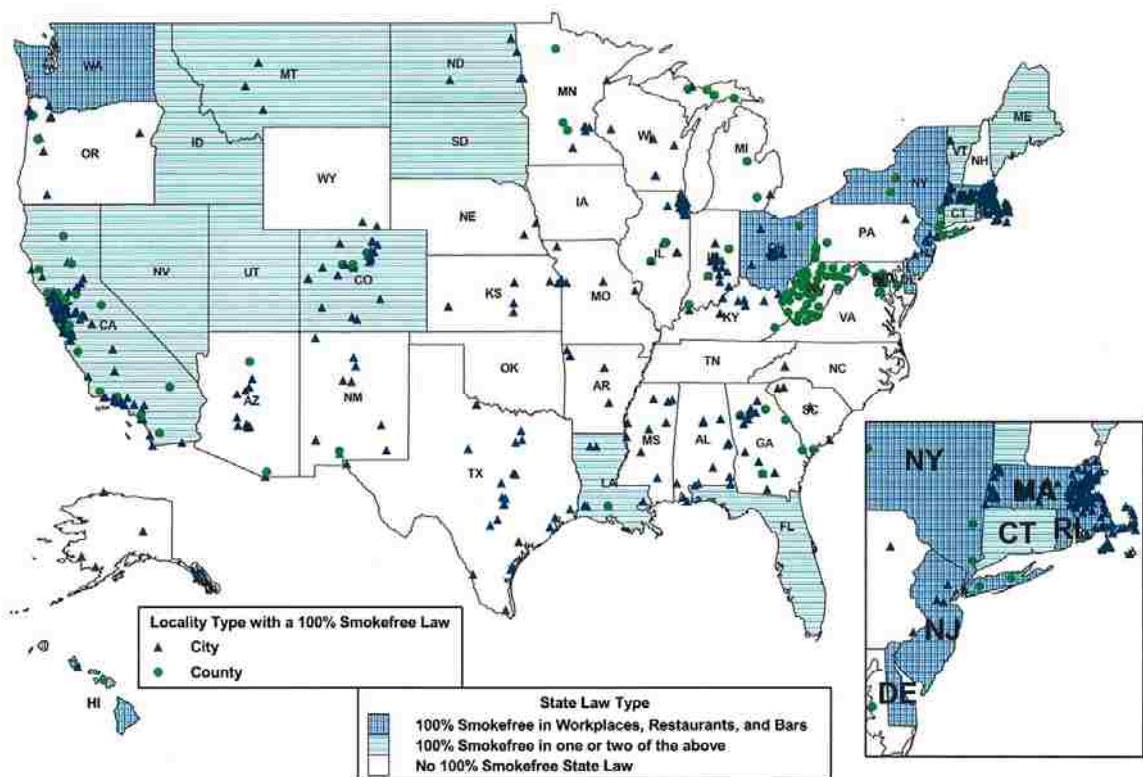 WA
MT
ND
MN
ME
OR
ID
SD
WI
MI
VT
NH
NY
WY
CT
IA
PA
NE
NV
UT
CO
IL
CA
KS
MO
KY
VA
TN
NC
OK
AR
SC
AZ
NM
MS
AL
GA
TX
LA
FL
HI
NY
MA
CT
RI
NJ
DE
Locality Type with a 100% Smokefree Law
City
County
State Law Type
100% Smokefree in Workplaces, Restaurants, and Bars
100% Smokefree in one or two of the above
No 100% Smokefree State Law